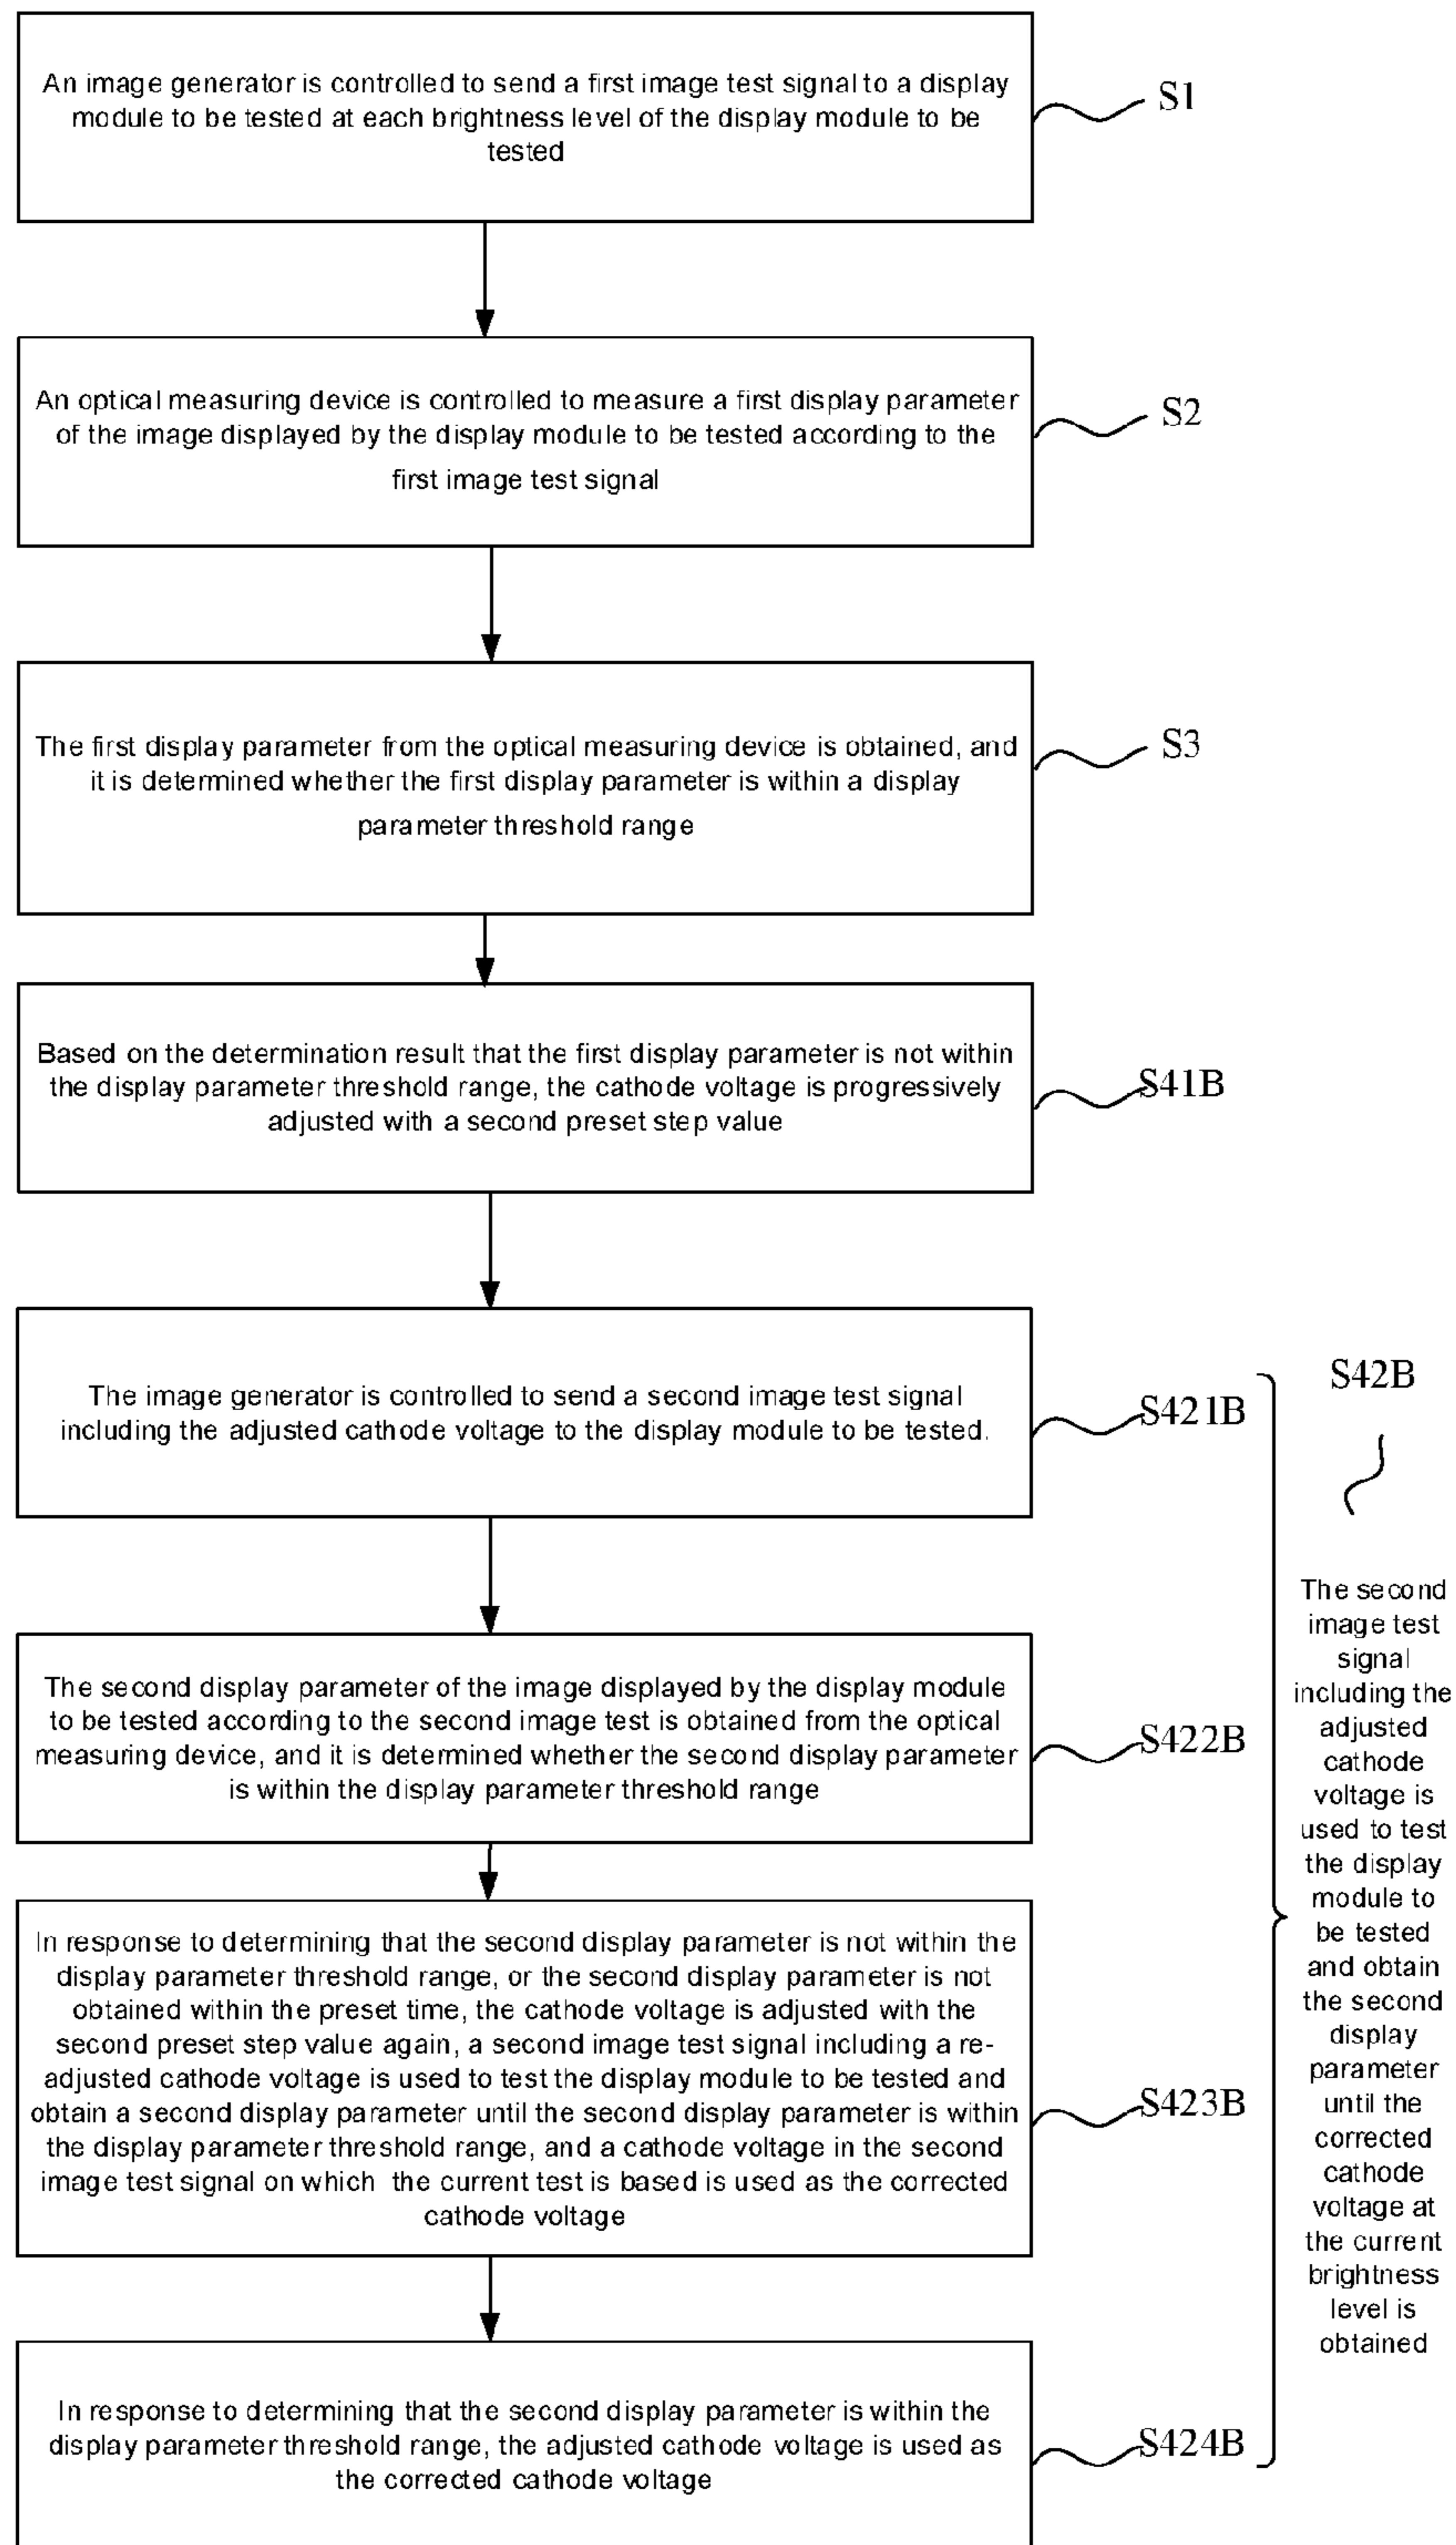 An image generator is controlled to send a first image test signal to a display
module to be tested at each brightness level of the display module to be
tested
S1
An optical measuring device is controlled to measure a first display parameter
of the image displayed by the display module to be tested according to the
first image test signal
S2
The first display parameter from the optical measuring device is obtained, and
it is determined whether the first display parameter is within a display
parameter threshold range
S3
Based on the determination result that the first display parameter is not within
the display parameter threshold range, the cathode voltage is progressively
adjusted with a second preset step value
S41B
The image generator is controlled to send a second image test signal
including the adjusted cathode voltage to the display module to be tested.
S421B
The second display parameter of the image displayed by the display module
to be tested according to the second image test is obtained from the optical
measuring device, and it is determined whether the second display parameter
is within the display parameter threshold range
S422B
In response to determining that the second display parameter is not within the
display parameter threshold range, or the second display parameter is not
obtained within the preset time, the cathode voltage is adjusted with the
second preset step value again, a second image test signal including a re-
adjusted cathode voltage is used to test the display module to be tested and
obtain a second display parameter until the second display parameter is within
the display parameter threshold range, and a cathode voltage in the second
image test signal on which the current test is based is used as the corrected
cathode voltage
S423B
In response to determining that the second display parameter is within the
display parameter threshold range, the adjusted cathode voltage is used as
the corrected cathode voltage
S424B
S42B
The second
image test
signal
including the
adjusted
cathode
voltage is
used to test
the display
module to
be tested
and obtain
the second
display
parameter
until the
corrected
cathode
voltage at
the current
brightness
level is
obtained